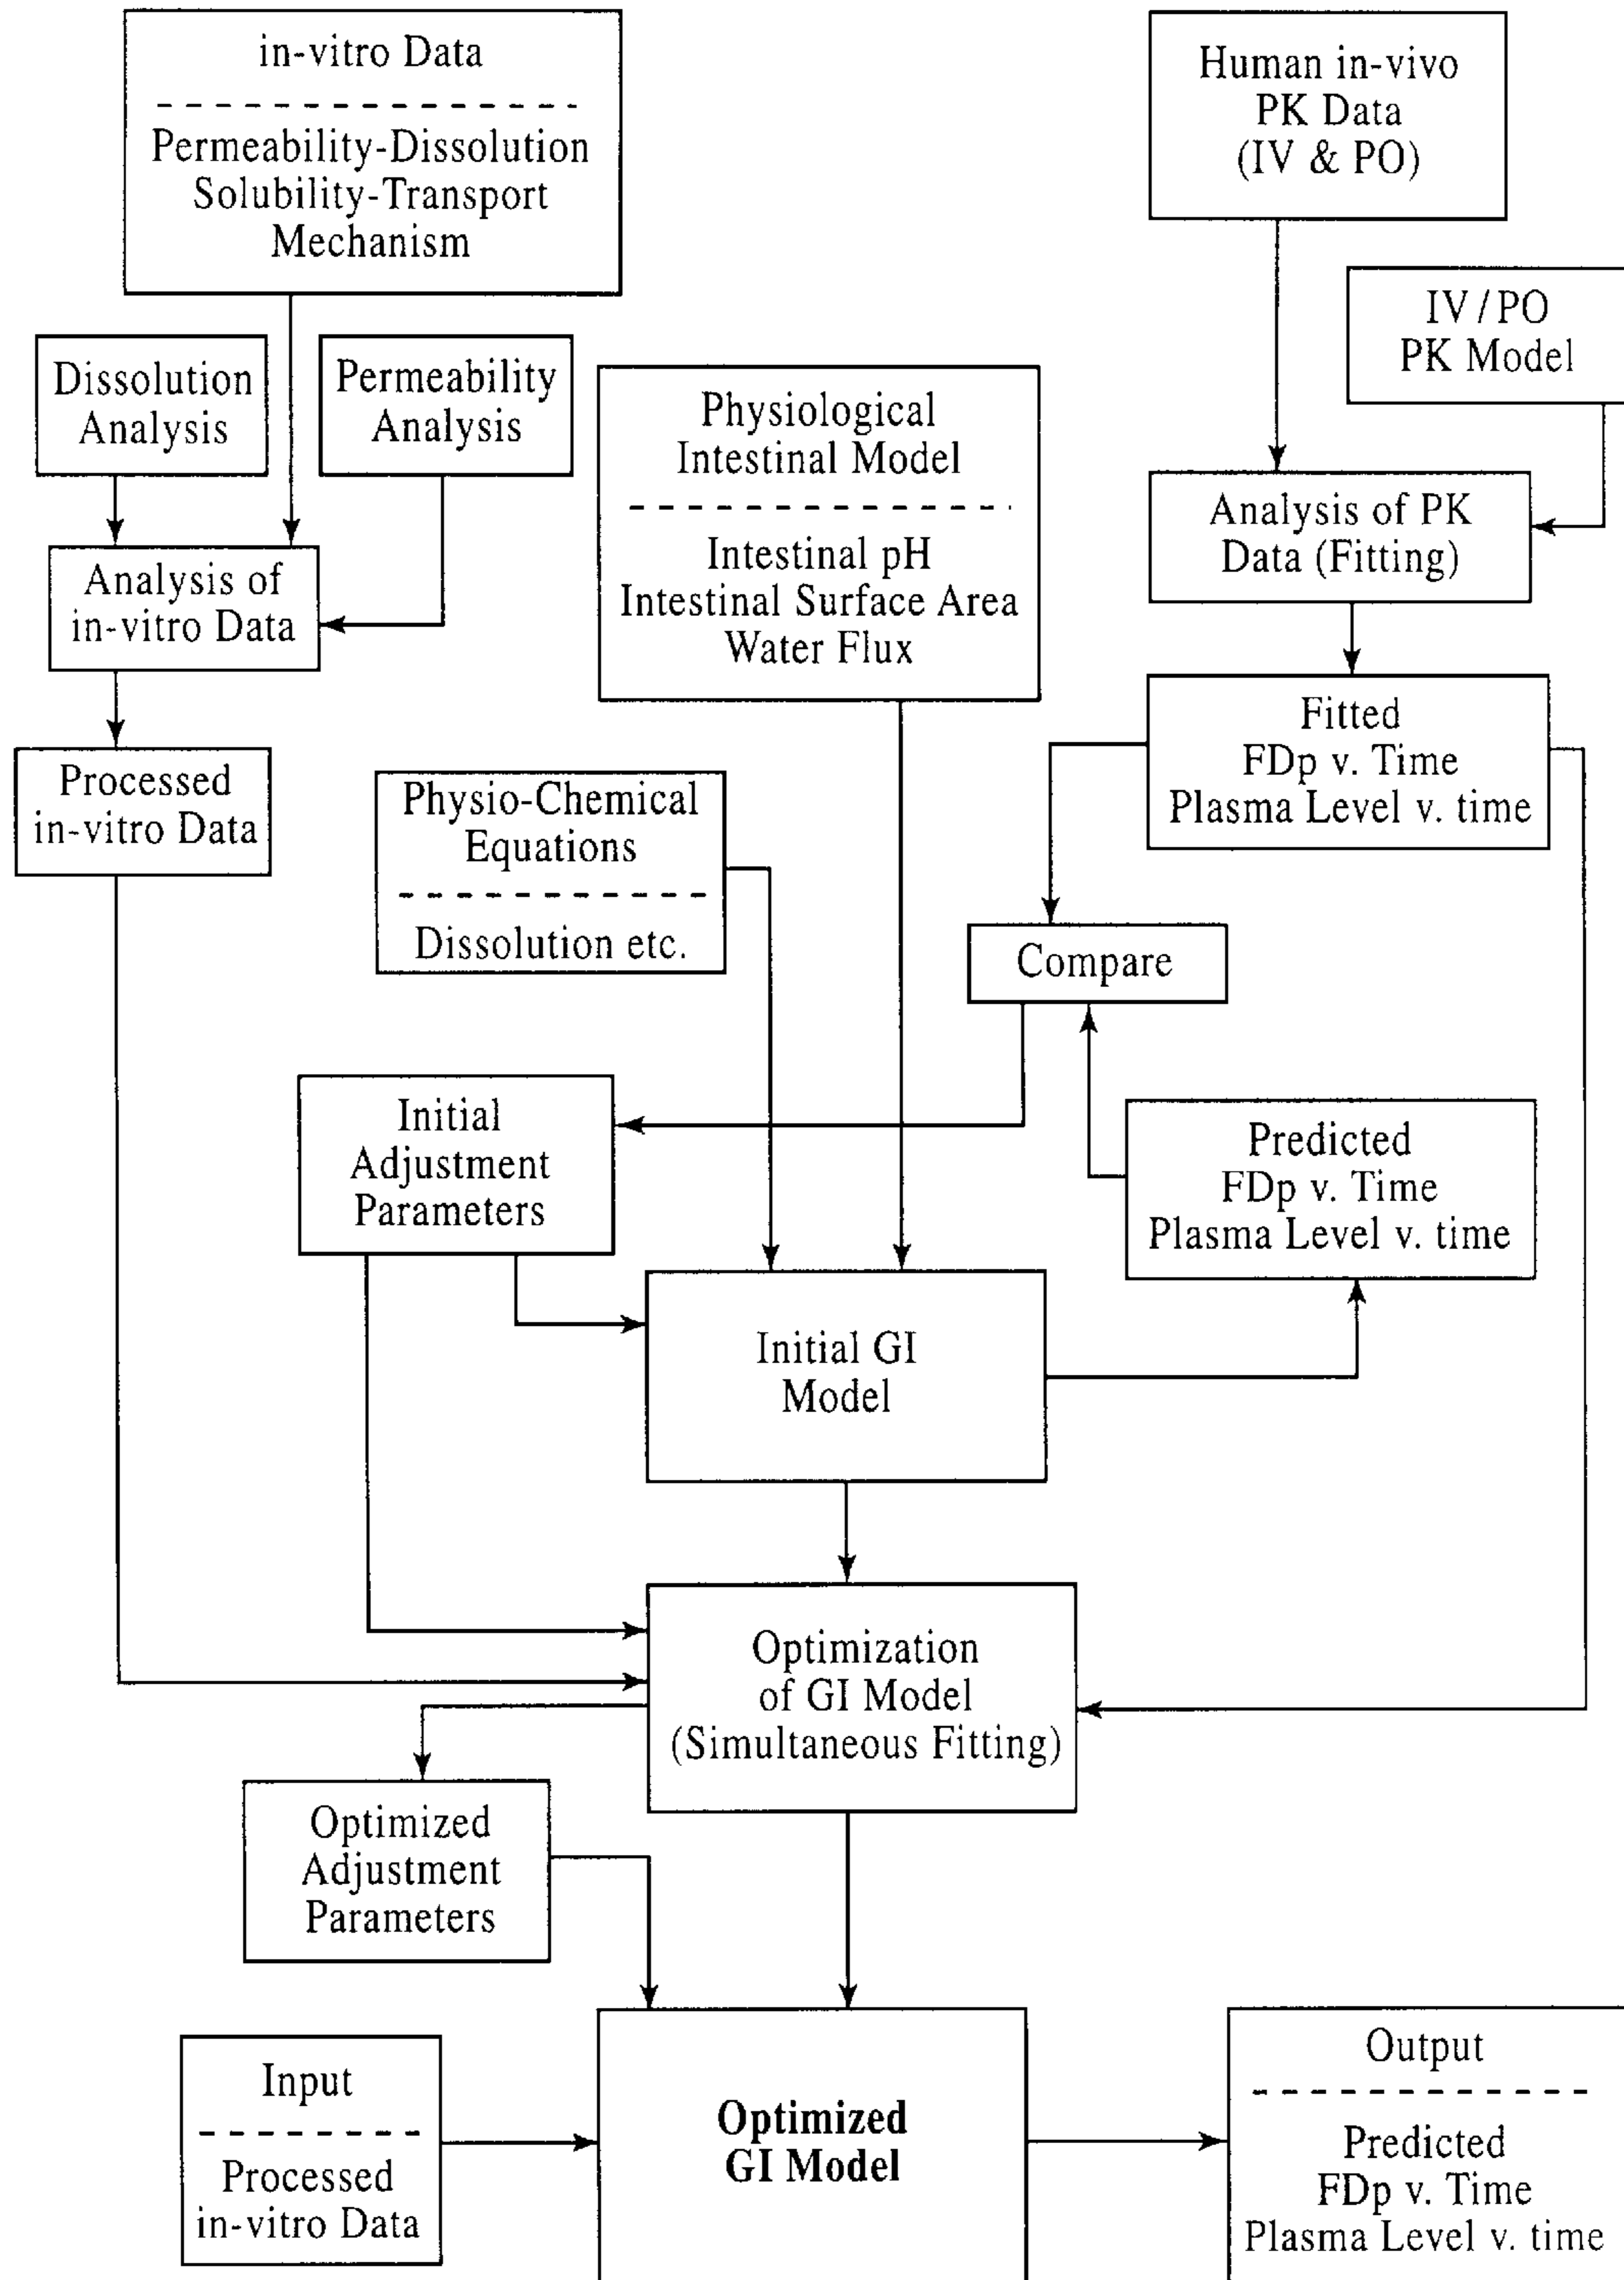 in-vitro Data
Permeability-Dissolution
Solubility-Transport
Mechanism
Human in-vivo
PK Data
(IV & PO)
IV / PO
PK Model
Dissolution
Analysis
Permeability
Analysis
Physiological
Intestinal Model
Intestinal pH
Intestinal Surface Area
Water Flux
Analysis of PK
Data (Fitting)
Analysis of
in-vitro Data
Fitted
FDp v. Time
Plasma Level v. time
Processed
in-vitro Data
Physio-Chemical
Equations
Dissolution etc.
Compare
Initial
Adjustment
Parameters
Predicted
FDp v. Time
Plasma Level v. time
Initial GI
Model
Optimization
of GI Model
(Simultaneous Fitting)
Optimized
Adjustment
Parameters
Input
Processed
in-vitro Data
Optimized
GI Model
Output
Predicted
FDp v. Time
Plasma Level v. time